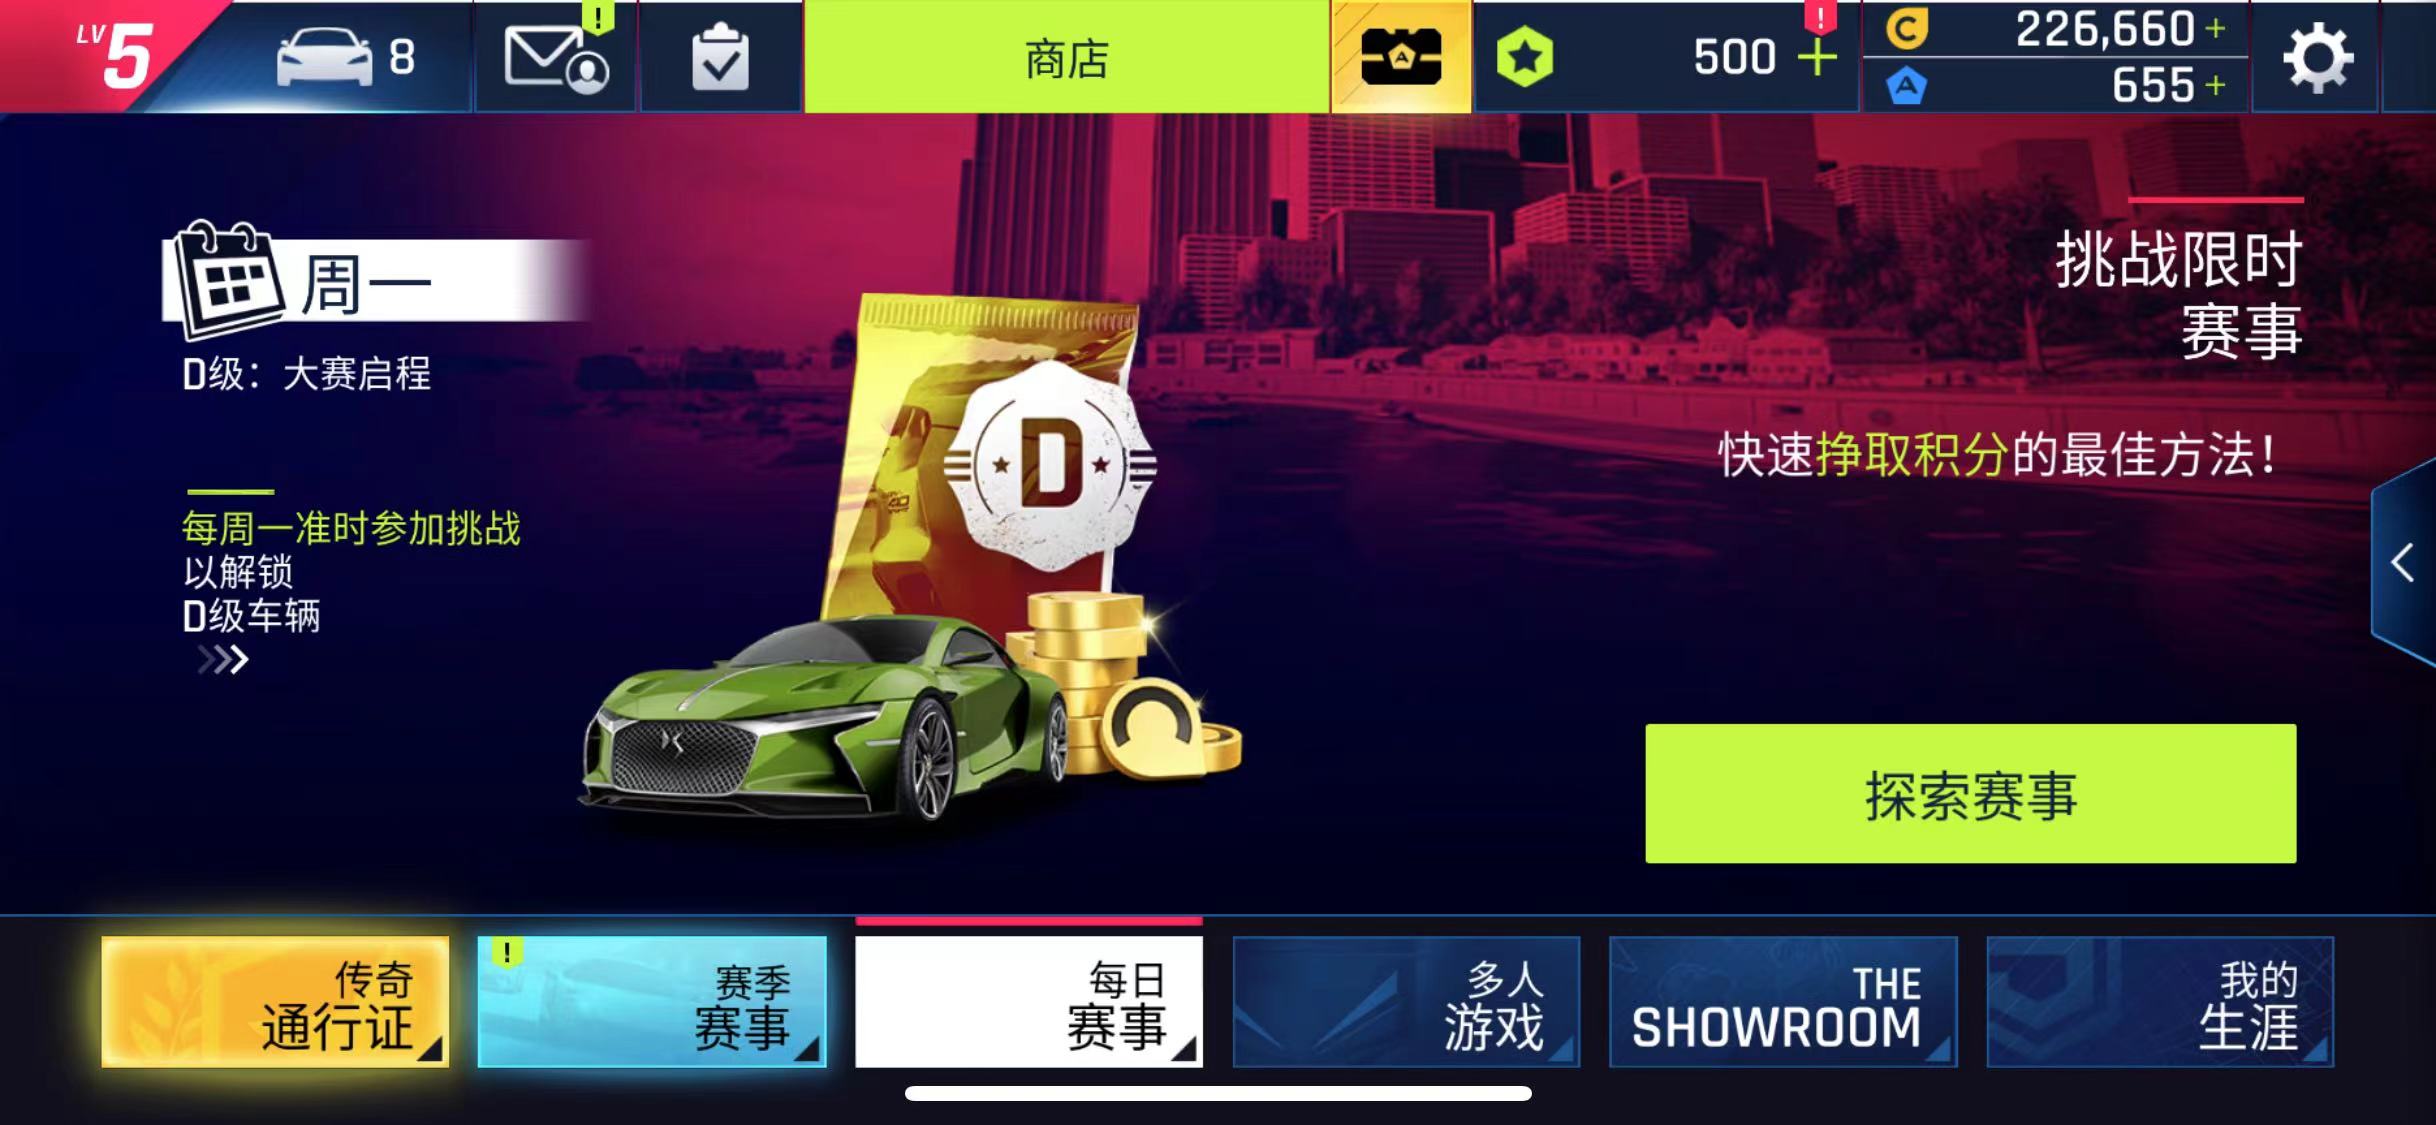 LV 5
8
商店
500
226,660
655
周一
D级：大赛启程
每周一准时参加挑战
以解锁
D级车辆
D
挑战限时
赛事
快速挣取积分的最佳方法！
探索赛事
传奇
通行证
赛季
赛事
每日
赛事
多人
游戏
THE
SHOWROOM
我的
生涯